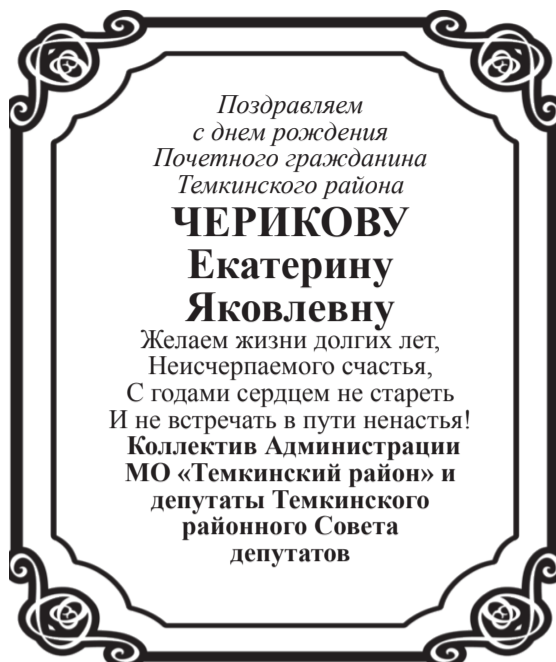 Поздравляем
с днем рождения
Почетного гражданина
Темкинского района
ЧЕРИКОВУ
Екатерину
Яковлевну
Желаем жизни долгих лет,
Неисчерпаемого счастья,
С годами сердцем не стареть
И не встречать в пути ненастья!
Коллектив Администрации
МО «Темкинский район» и
депутаты Темкинского
районного Совета
депутатов